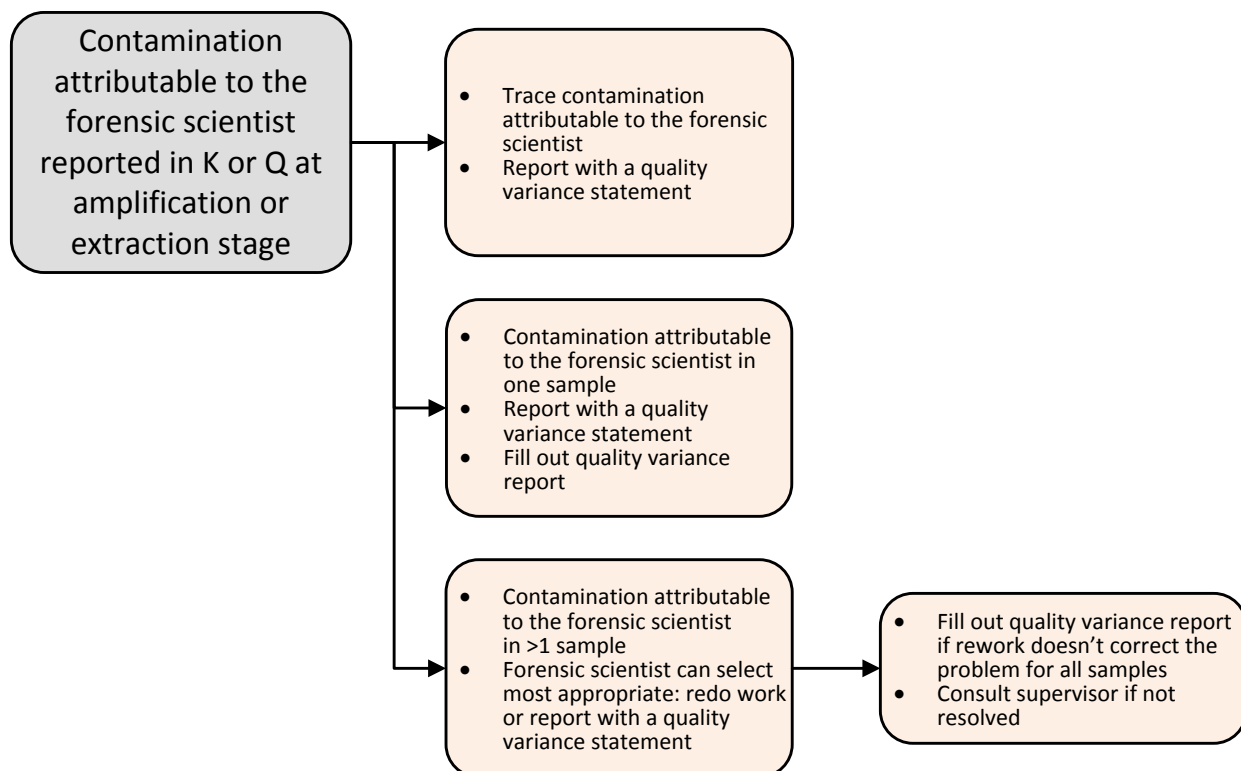 Contamination
attributable to the
forensic scientist
reported in K or Q at
amplification or
extraction stage
• Trace contamination
attributable to the forensic
scientist
• Report with a quality
variance statement
• Contamination attributable
to the forensic scientist in
one sample
• Report with a quality
variance statement
• Fill out quality variance
report
• Contamination attributable
to the forensic scientist
in >1 sample
• Forensic scientist can select
most appropriate: redo work
or report with a quality
variance statement
• Fill out quality variance report
if rework doesn’t correct the
problem for all samples
• Consult supervisor if not
resolved